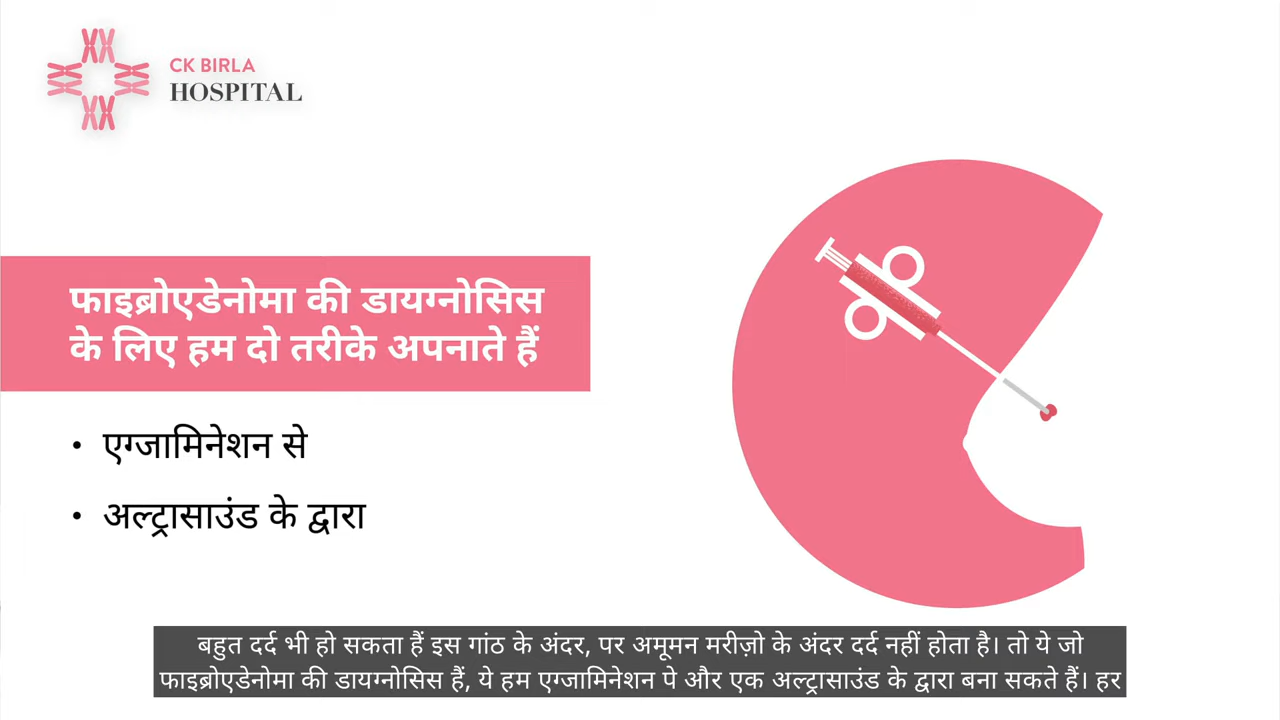 CK BIRLA
HOSPITAL
फाइब्रोएडेनोमा की डायग्नोसिस
के लिए हम दो तरीके अपनाते हैं
• एग्जामिनेशन से
• अल्ट्रासाउंड के द्वारा
बहुत दर्द भी हो सकता हैं इस गांठ के अंदर, पर अमूमन मरीज़ो के अंदर दर्द नहीं होता है। तो ये जो
फाइब्रोएडेनोमा की डायग्नोसिस हैं, ये हम एग्जामिनेशन पे और एक अल्ट्रासाउंड के द्वारा बना सकते हैं। हर